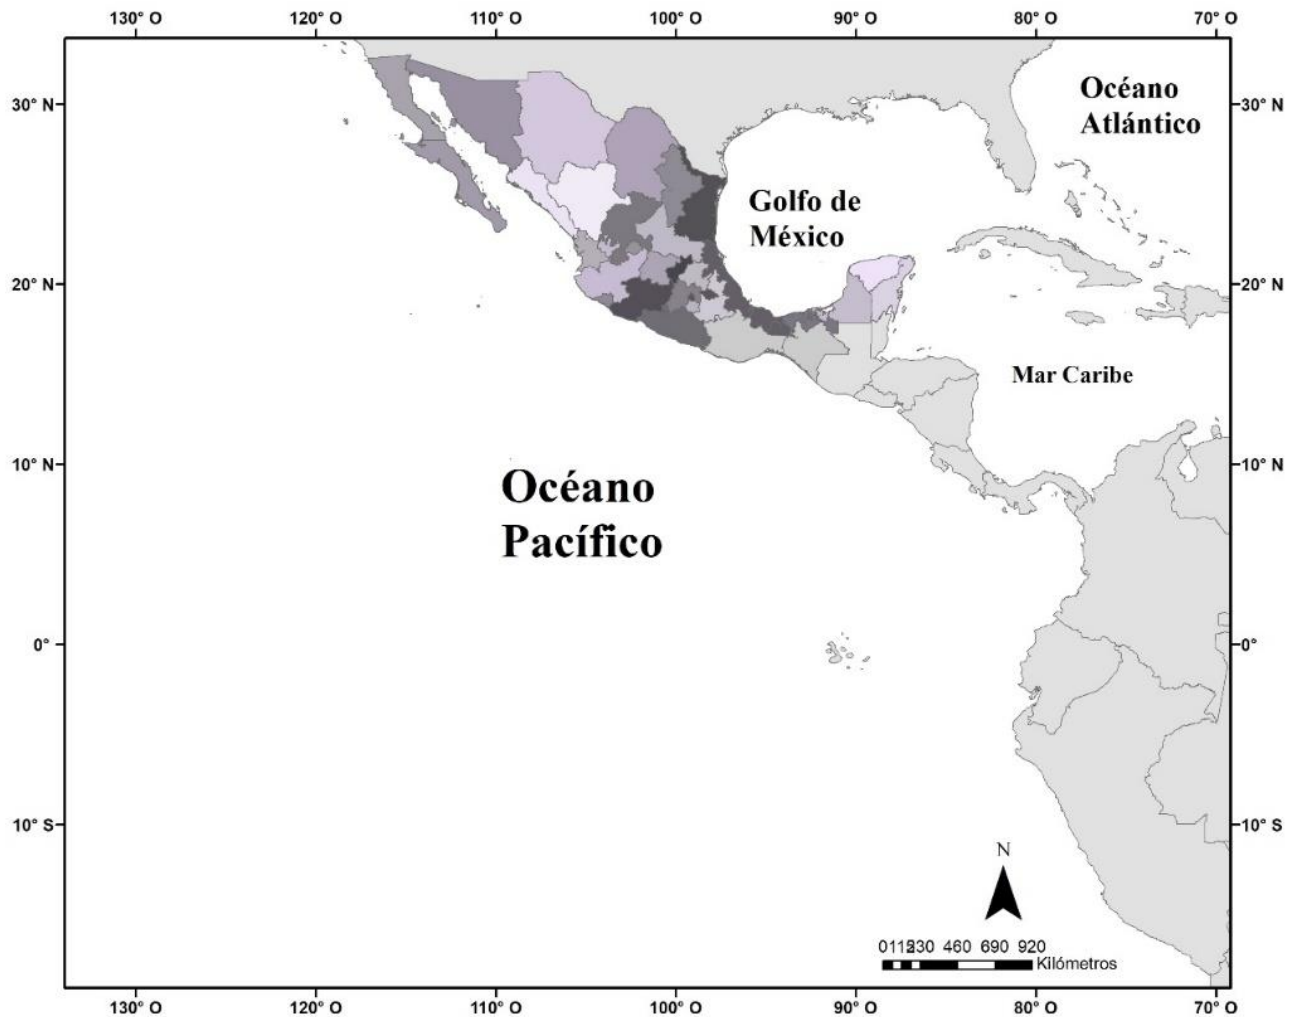 130° O 120° O 110° O 100° O 90° O 80° O 70° O
30° N 30° N
Océano
Atlántico
Golfo de
México
20° N 20° N
Mar Caribe
10° N 10° N
Océano
Pacífico
0° 0°
10° S 10° S
N
0 115 230 460 690 920
Kilómetros
130° O 120° O 110° O 100° O 90° O 80° O 70° O